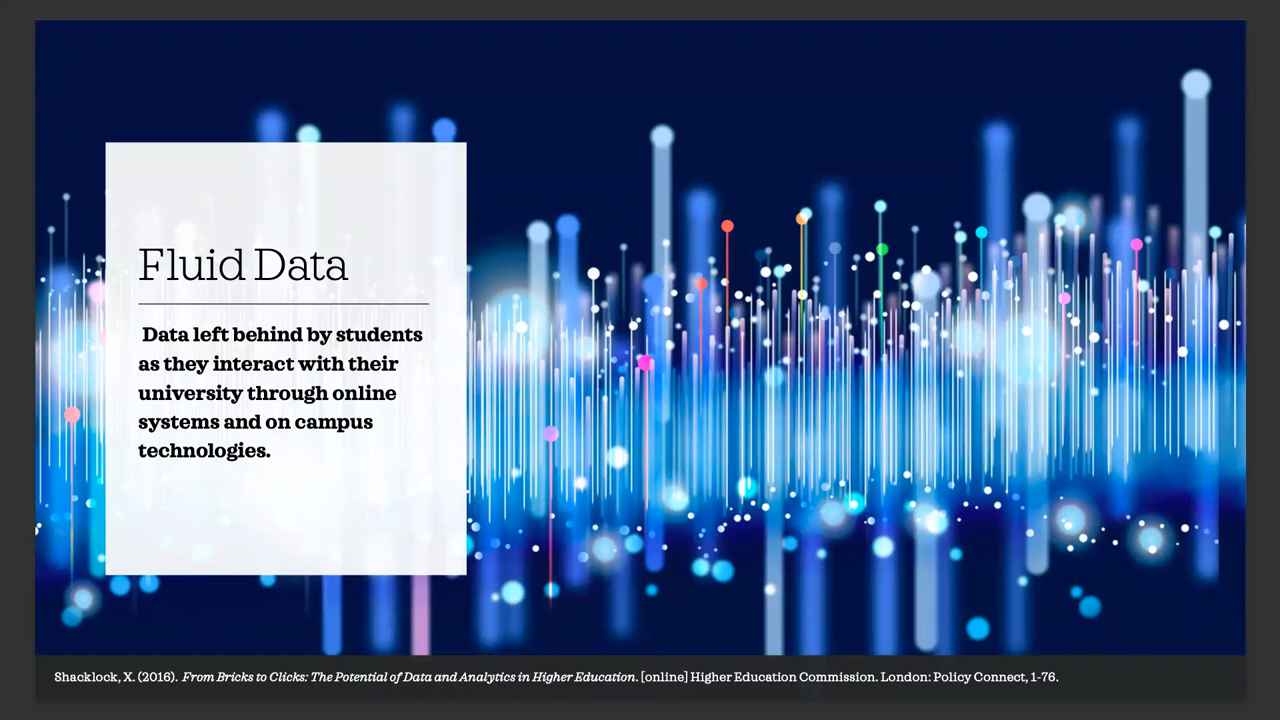 Fluid Data
Data left behind by students
as they interact with their
university through online
systems and on campus
technologies.
Shacklock, X. (2016). From Bricks to Clicks: The Potential of Data and Analytics in Higher Education. [online] Higher Education Commission. London: Policy Connect, 1-76.